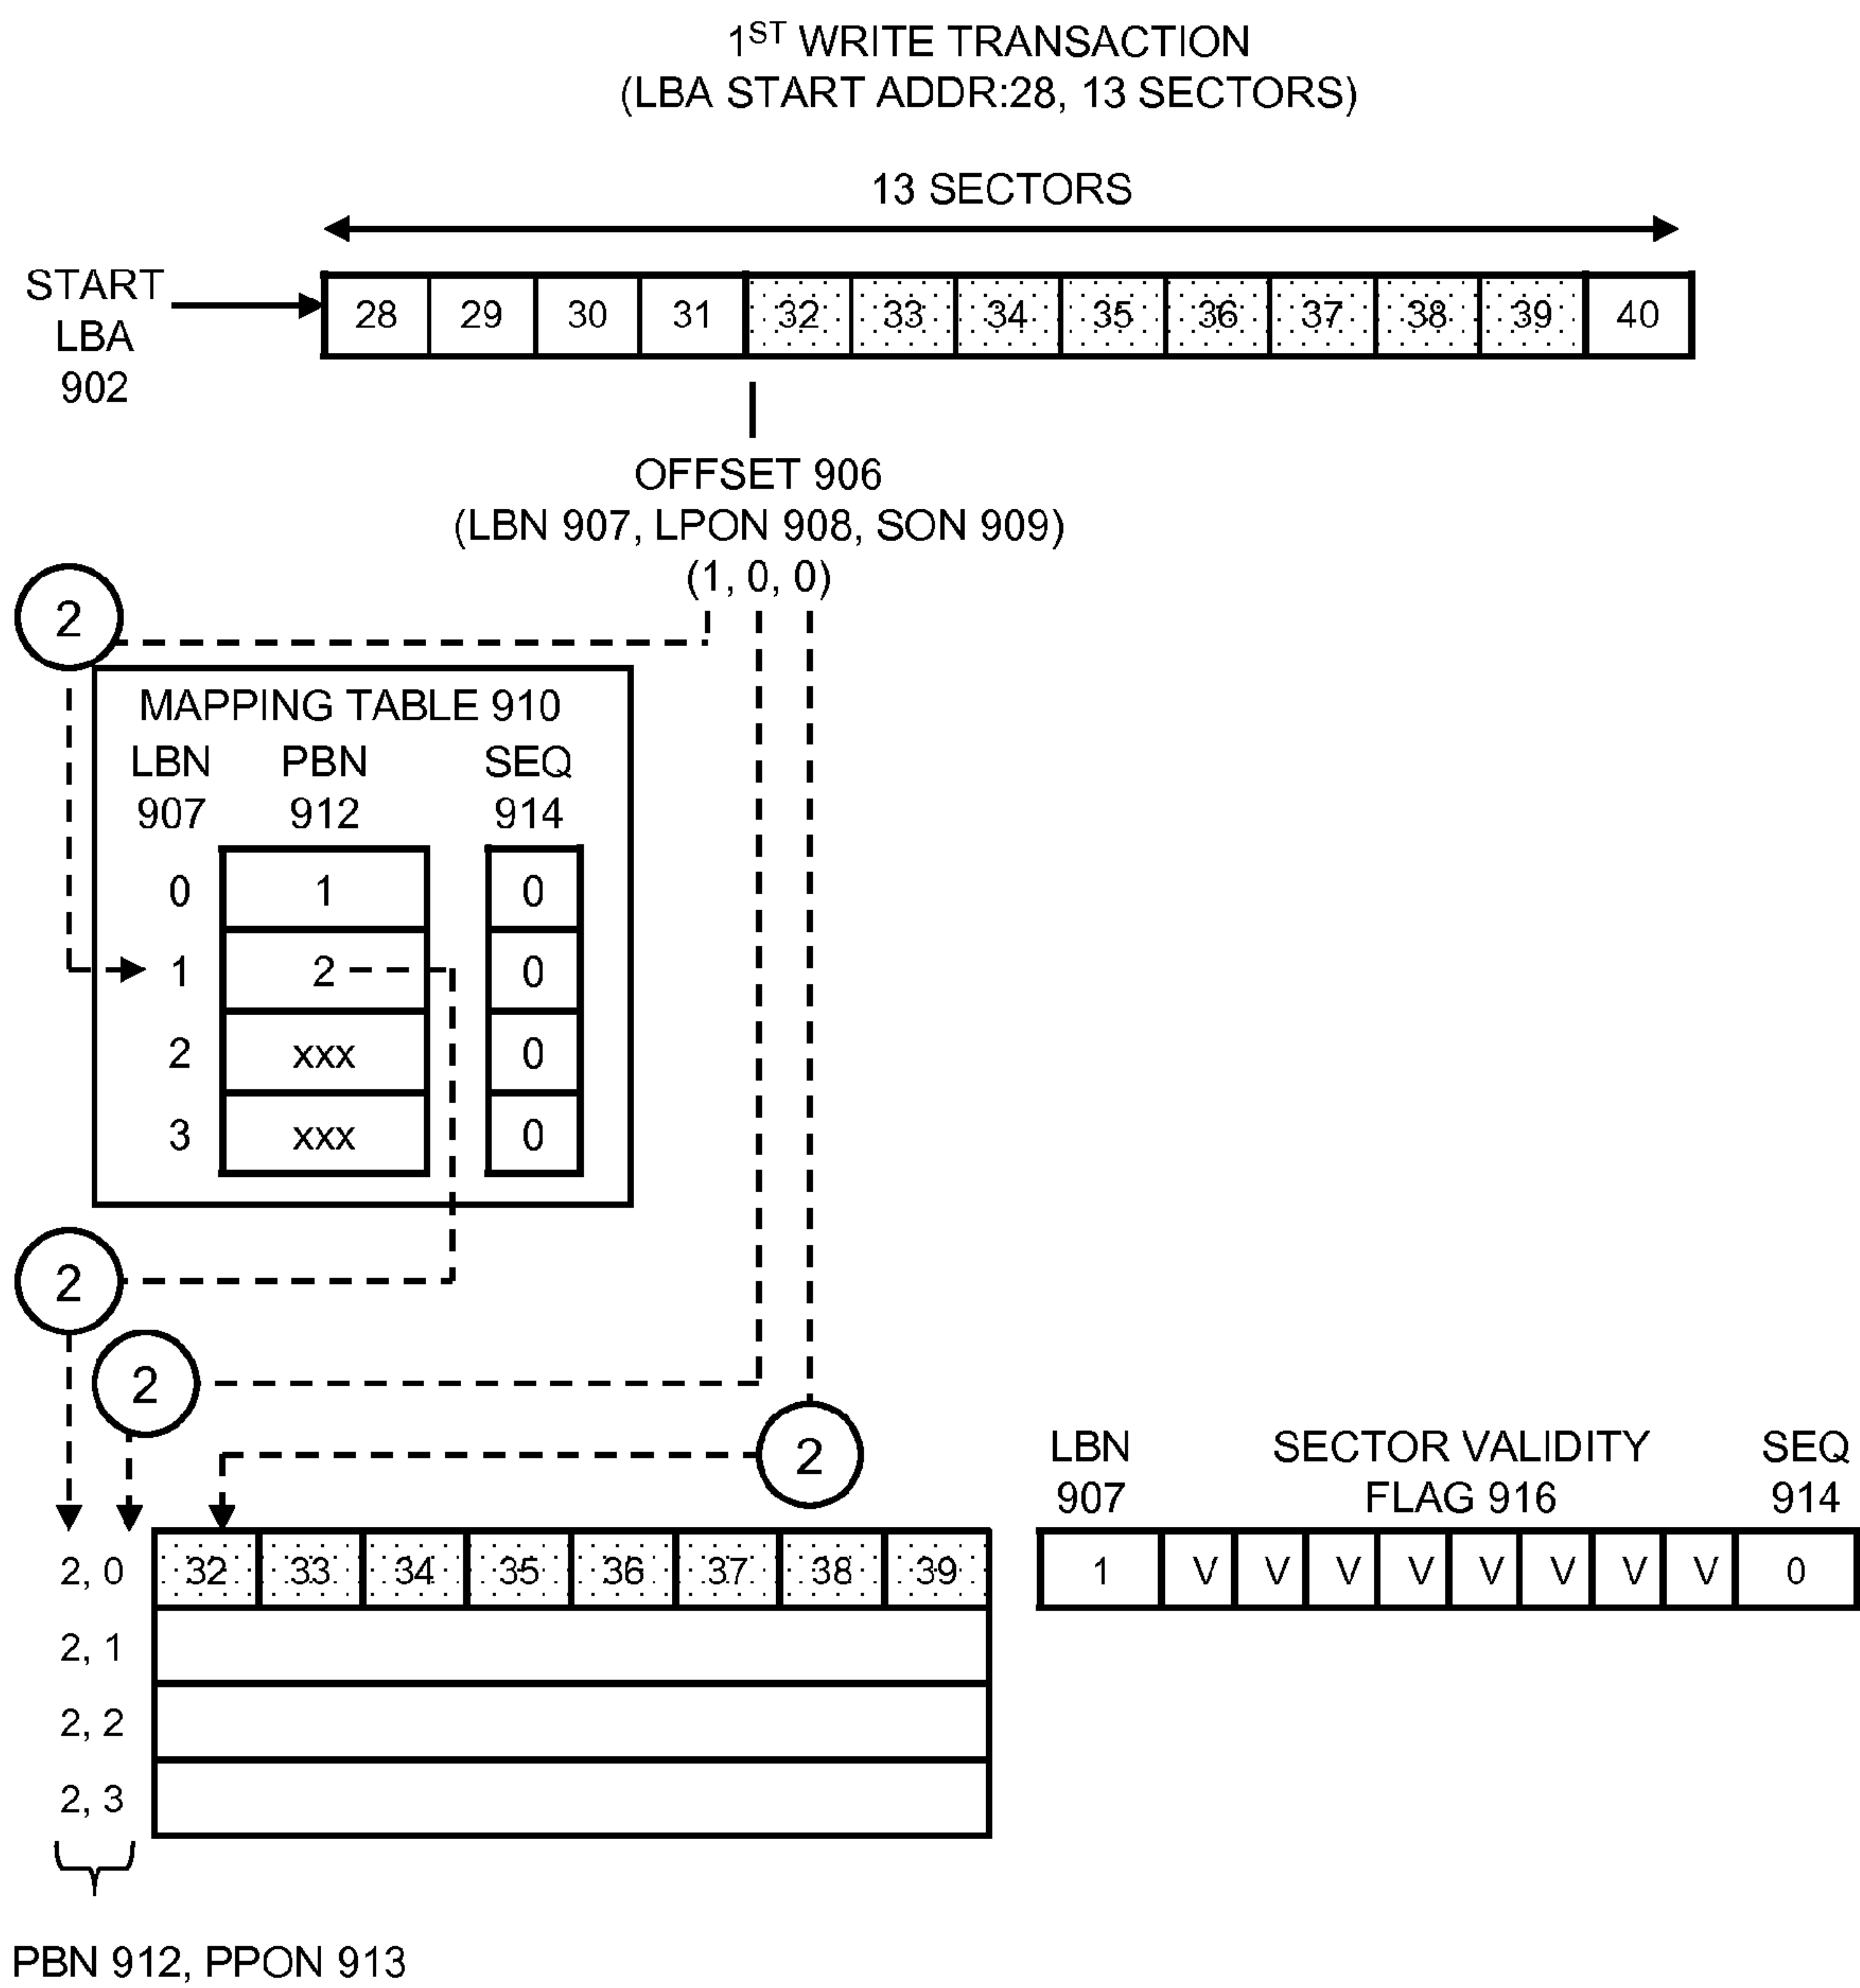 1ST WRITE TRANSACTION
(LBA START ADDR:28, 13 SECTORS)
13 SECTORS
START
LBA
902
28 29 30 31 32 33 34 35 36 37 38 39 40
OFFSET 906
(LBN 907, LPON 908, SON 909)
(1, 0, 0)
2
MAPPING TABLE 910
LBN PBN SEQ
907 912 914
0 1 0
1 2 0
2 xxx 0
3 xxx 0
2
2
2
LBN SECTOR VALIDITY SEQ
907 FLAG 916 914
2, 0 32 33 34 35 36 37 38 39 1 V V V V V V V V 0
2, 1
2, 2
2, 3
PBN 912, PPON 913